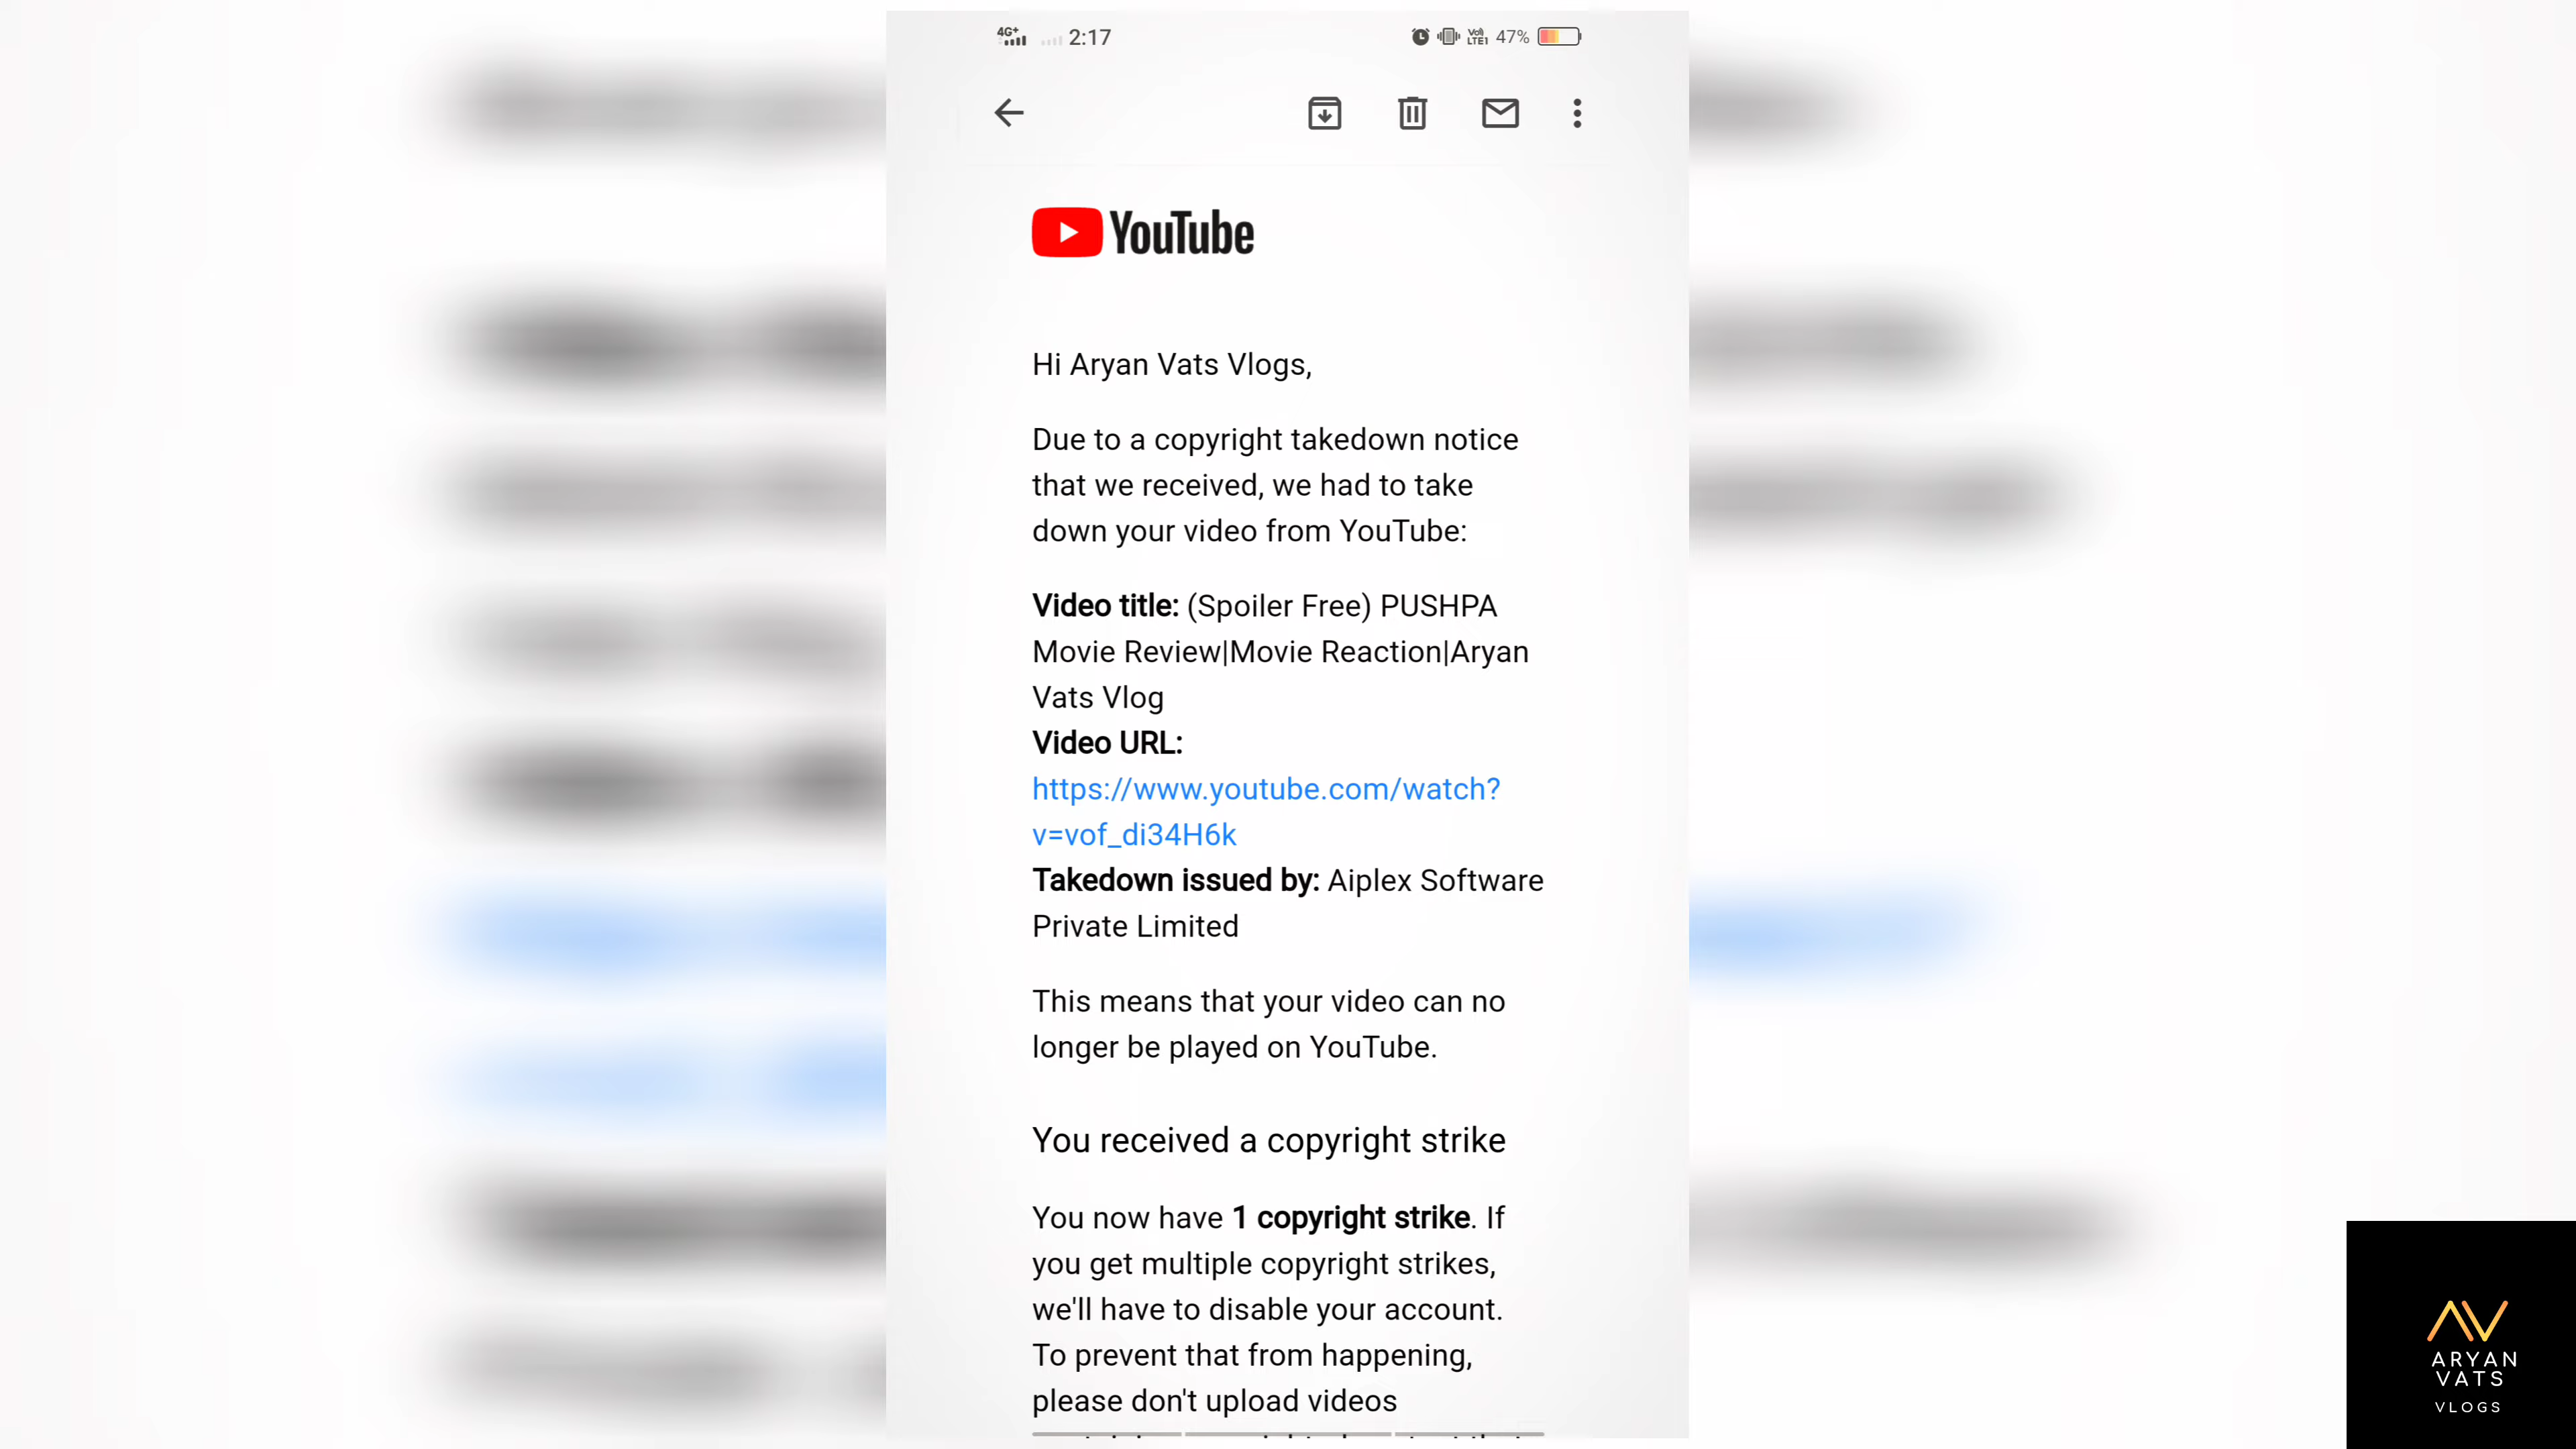 4G+ 2:17 Vo) LTE1 47%
YouTube
Hi Aryan Vats Vlogs,
Due to a copyright takedown notice
that we received, we had to take
down your video from YouTube:
Video title: (Spoiler Free) PUSHPA
Movie Review|Movie Reaction|Aryan
Vats Vlog
Video URL:
https://www.youtube.com/watch?
v=vof_di34H6k
Takedown issued by: Aiplex Software
Private Limited
This means that your video can no
longer be played on YouTube.
You received a copyright strike
You now have 1 copyright strike. If
you get multiple copyright strikes,
we'll have to disable your account.
To prevent that from happening,
please don't upload videos
AV
ARYAN
VATS
VLOGS